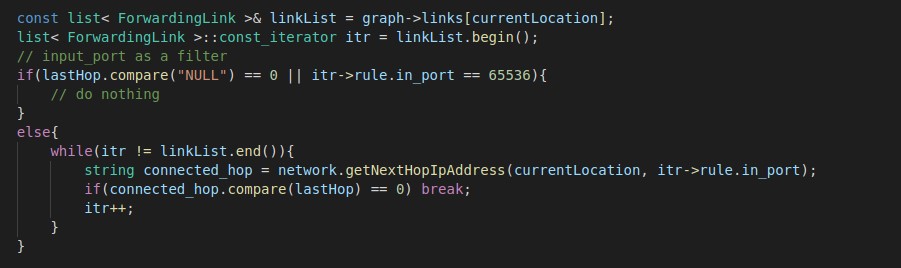 const list< ForwardingLink >& linkList = graph->links[currentLocation];
list< ForwardingLink >::const_iterator itr = linkList.begin();
// input_port as a filter
if(lastHop.compare("NULL") == 0 || itr->rule.in_port == 65536){
    // do nothing
}
else{
    while(itr != linkList.end()){
        string connected_hop = network.getNextHopIpAddress(currentLocation, itr->rule.in_port);
        if(connected_hop.compare(lastHop) == 0) break;
        itr++;
    }
}